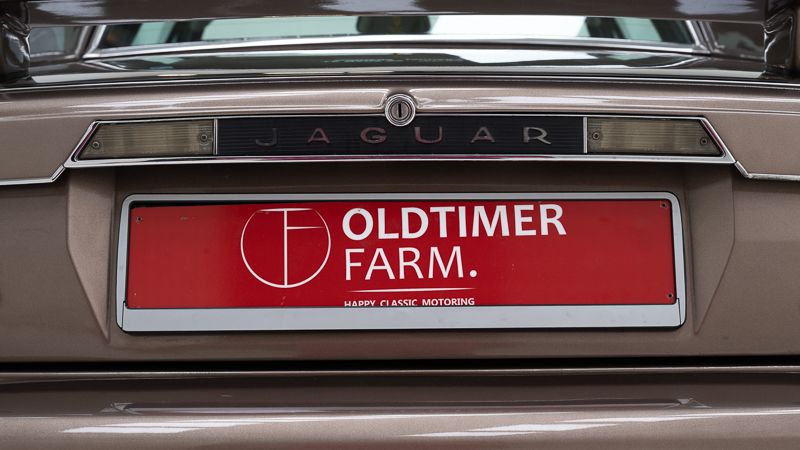 JAGUAR
OLDTIMER
FARM.
HAPPY CLASSIC MOTORING